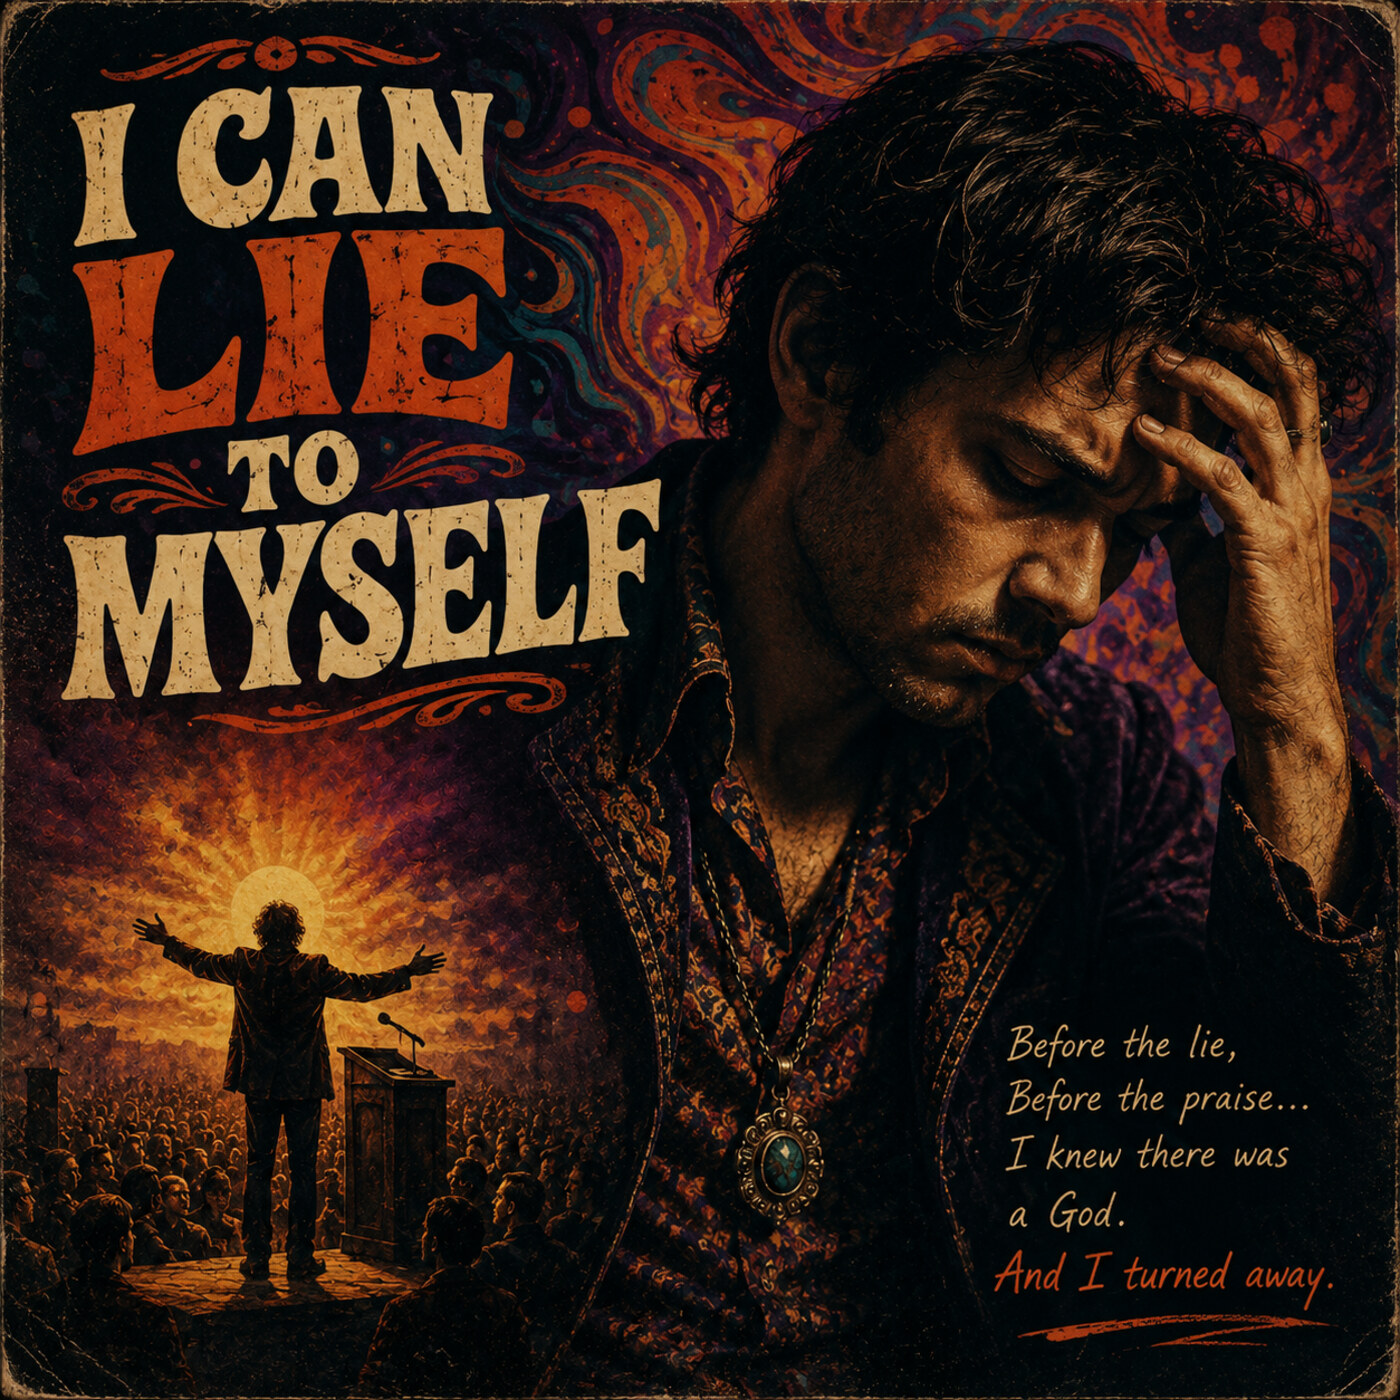 I CAN
LIE
TO
MYSELF
Before the lie,
Before the praise...
I knew there was
a God.
And I turned away.